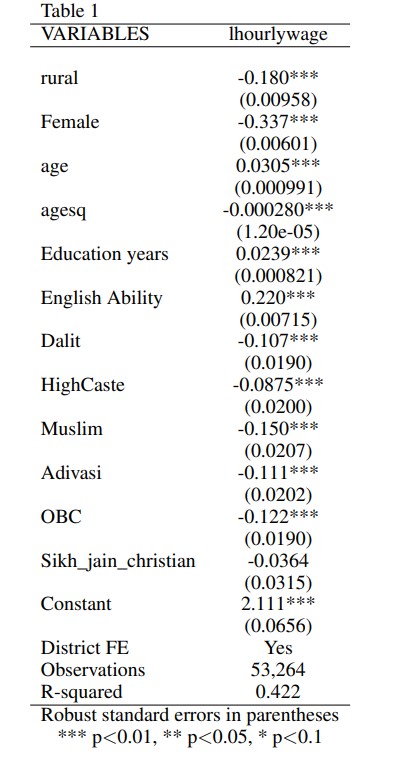 Table 1
VARIABLES lhourlywage
rural -0.180***
(0.00958)
Female -0.337***
(0.00601)
age 0.0305***
(0.000991)
agesq -0.000280***
(1.20e-05)
Education years 0.0239***
(0.000821)
English Ability 0.220***
(0.00715)
Dalit -0.107***
(0.0190)
HighCaste -0.0875***
(0.0200)
Muslim -0.150***
(0.0207)
Adivasi -0.111***
(0.0202)
OBC -0.122***
(0.0190)
Sikh_jain_christian -0.0364
(0.0315)
Constant 2.111***
(0.0656)
District FE Yes
Observations 53,264
R-squared 0.422
Robust standard errors in parentheses
*** p<0.01, ** p<0.05, * p<0.1